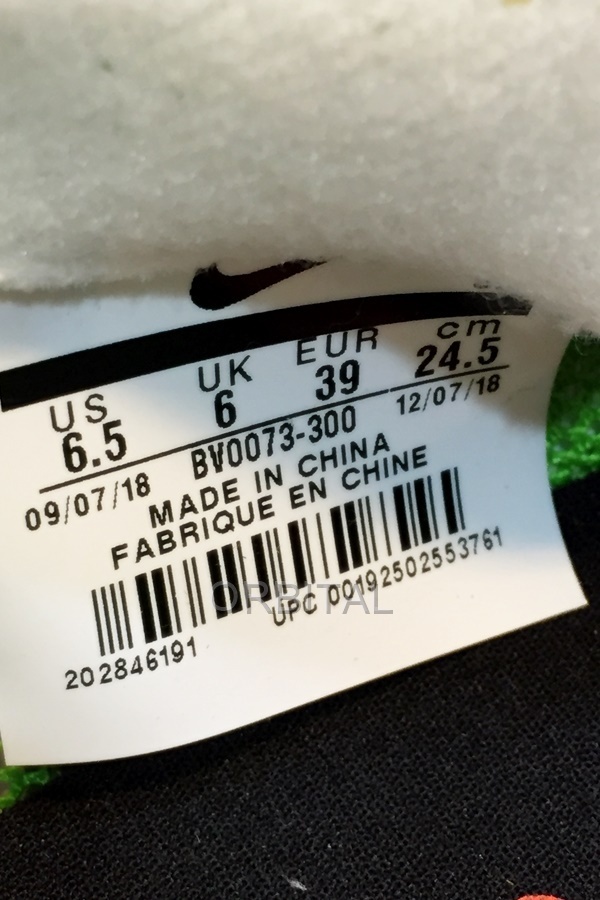 US UK EUR cm
6.5 6 39 24.5
09/07/18 BV0073-300 12/07/18
MADE IN CHINA
FABRIQUE EN CHINE
ORBITAL
202846191 UPC 00192502553761